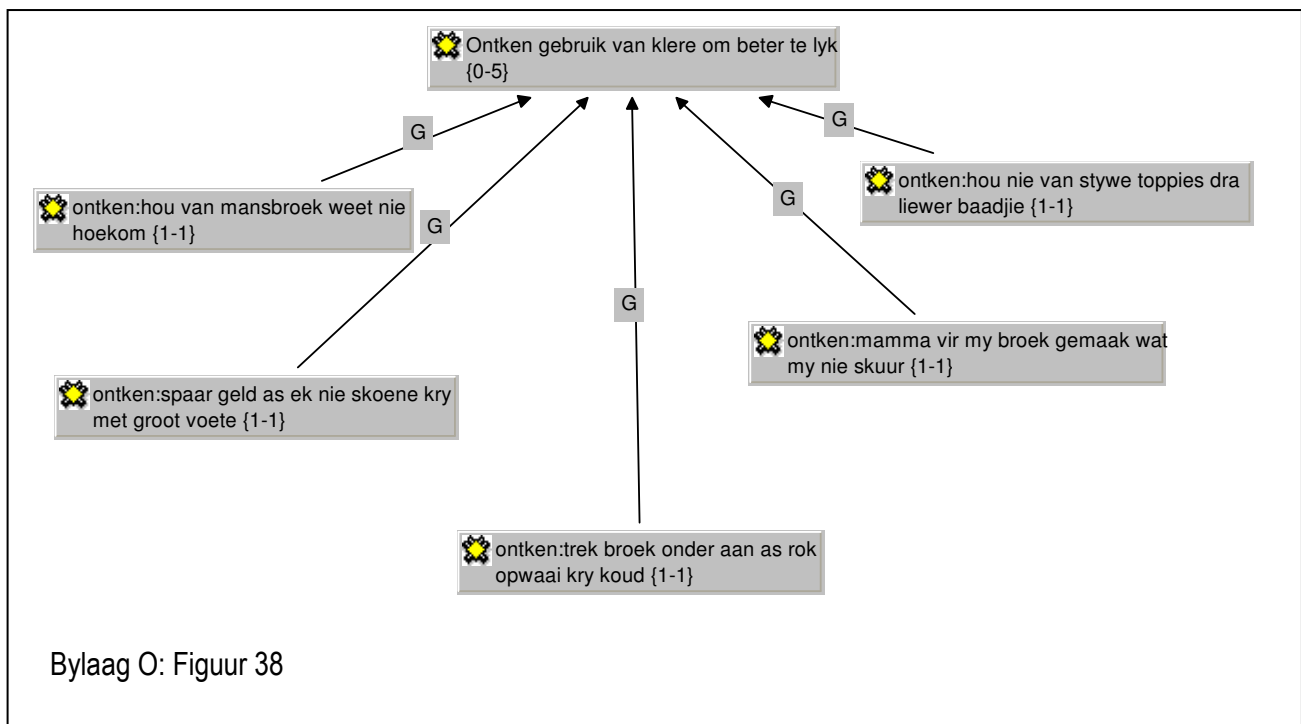 Ontken gebruik van klere om beter te lyk
{0-5}
G
G
ontken:hou nie van stywe toppies dra
liewer baadjie {1-1}
ontken:hou van mansbroek weet nie
hoekom {1-1}
G
G
G
ontken:mamma vir my broek gemaak wat
my nie skuur {1-1}
ontken:spaar geld as ek nie skoene kry
met groot voete {1-1}
ontken:trek broek onder aan as rok
opwaai kry koud {1-1}
Bylaag O: Figuur 38